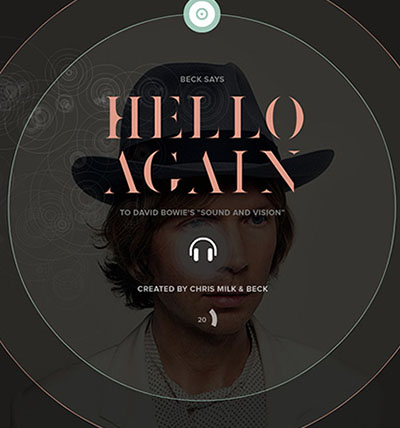 BECK SAYS
HELLO
AGAIN
TO DAVID BOWIE'S "SOUND AND VISION"
CREATED BY CHRIS MILK & BECK
20